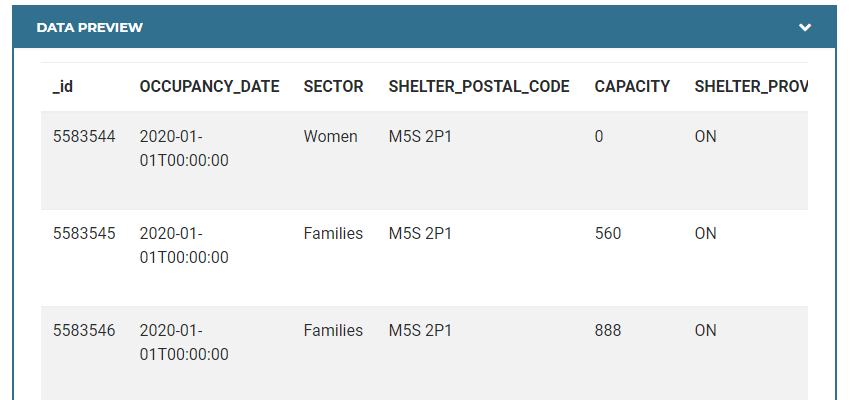 DATA PREVIEW
_id OCCUPANCY_DATE SECTOR SHELTER_POSTAL_CODE CAPACITY SHELTER_PROV
5583544 2020-01- Women M5S 2P1 0 ON
01T00:00:00
5583545 2020-01- Families M5S 2P1 560 ON
01T00:00:00
5583546 2020-01- Families M5S 2P1 888 ON
01T00:00:00